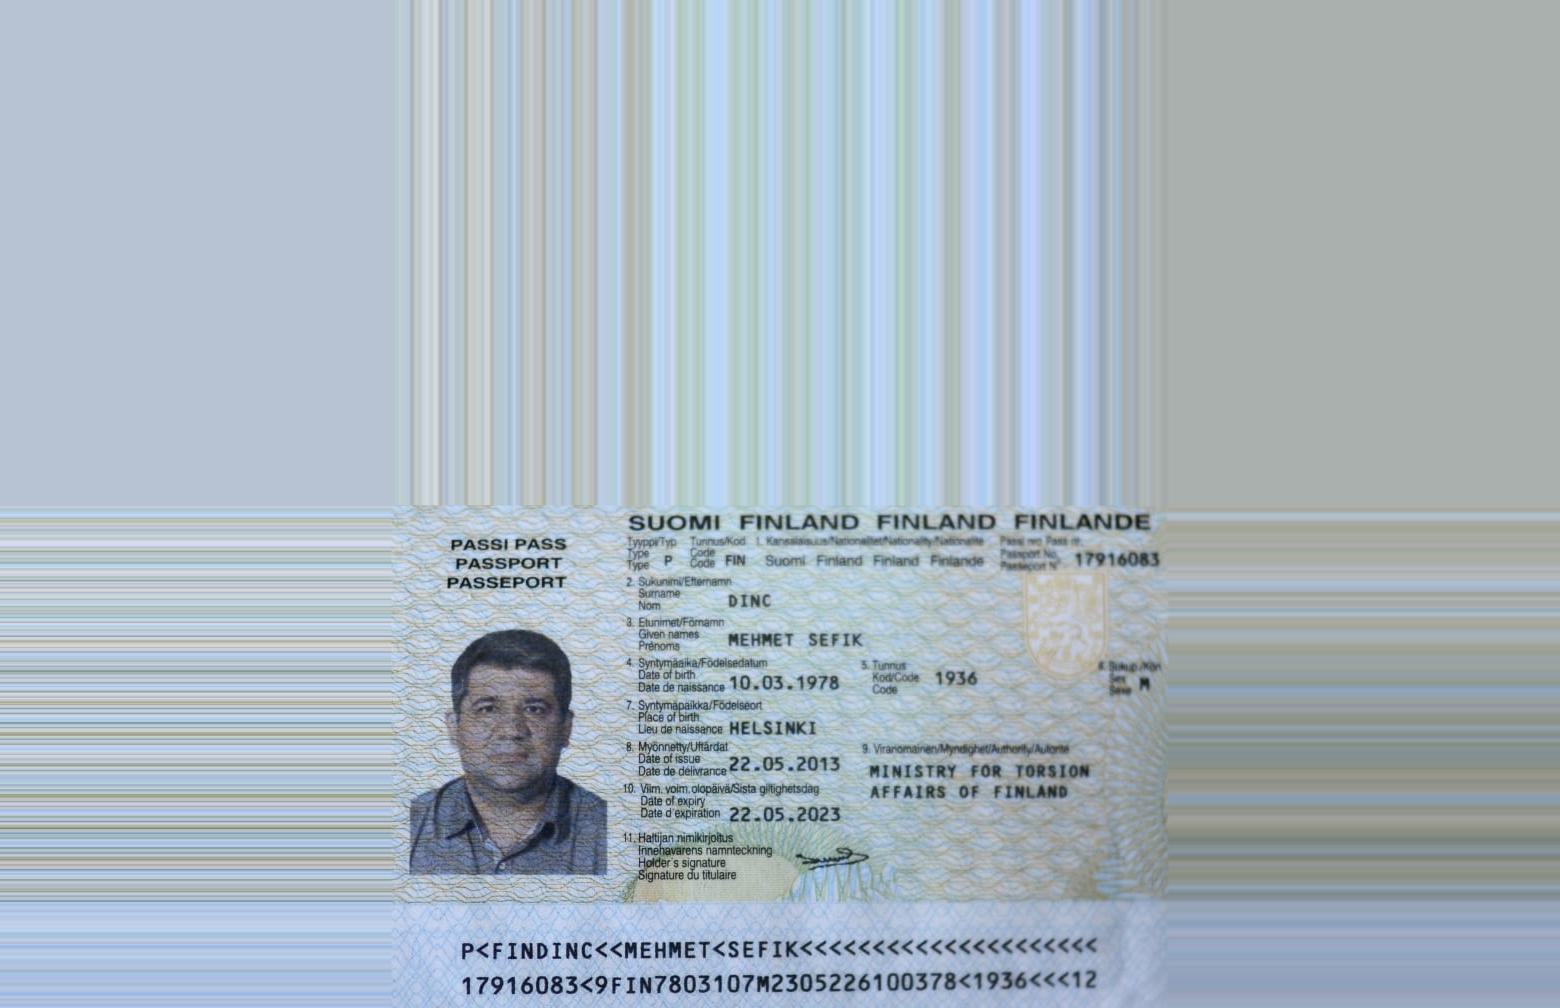 SUOMI FINLAND FINLAND FINLANDE
PASSI PASS
PASSPORT
PASSEPORT
Tyyppi/Typ Tunnus/Kod 1. Kansalaisuus/Nationalitet/Nationality/Nationalité Passi nro Pass nr.
Type Code Passport No.
Type P Code FIN Suomi Finland Finland Finlande Passeport N° 17916083
2. Sukunimi/Efternamn
Surname
Nom DINC
3. Etunimet/Förnamn
Given names
Prénoms MEHMET SEFIK
4. Syntymäaika/Födelsedatum
Date of birth
Date de naissance 10.03.1978
5. Tunnus
Kod/Code 1936
Code
Sukup./Kön
Sex
Sexe M
7. Syntymäpaikka/Födelseort
Place of birth
Lieu de naissance HELSINKI
8. Myönnetty/Utfärdat
Date of issue
Date de délivrance 22.05.2013
9. Viranomainen/Myndighet/Authority/Autorité
MINISTRY FOR TORSION
AFFAIRS OF FINLAND
10. Viim. voim. olopäivä/Sista giltighetsdag
Date of expiry
Date d'expiration 22.05.2023
11. Haltijan nimikirjoitus
Innehavarens namnteckning
Holder's signature
Signature du titulaire
P<FINDINC<<MEHMET<SEFIK<<<<<<<<<<<<<<<<<<<<<
17916083<9FIN7803107M2305226100378<1936<<<12